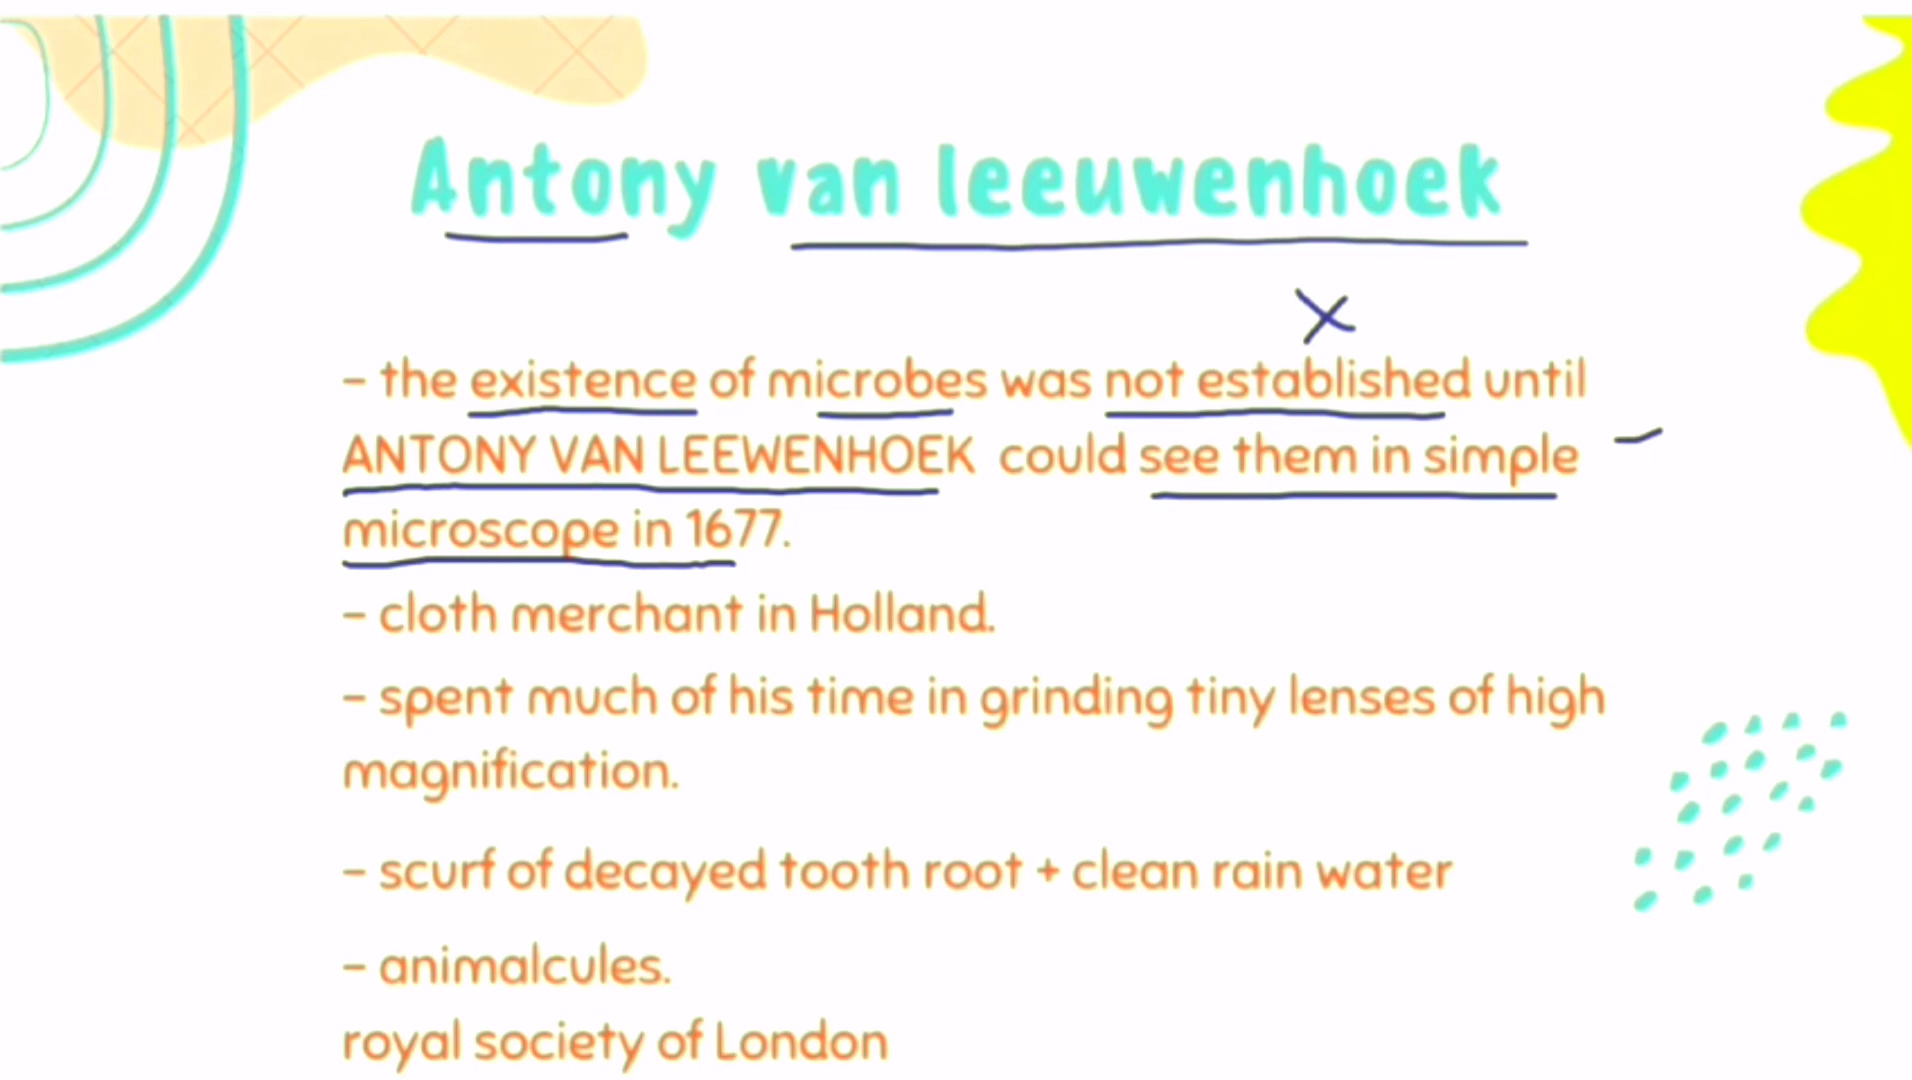 Antony van leeuwenhoek
- the existence of microbes was not established until
ANTONY VAN LEEWENHOEK could see them in simple
microscope in 1677.
- cloth merchant in Holland.
- spent much of his time in grinding tiny lenses of high
magnification.
- scurf of decayed tooth root + clean rain water
- animalcules.
royal society of London